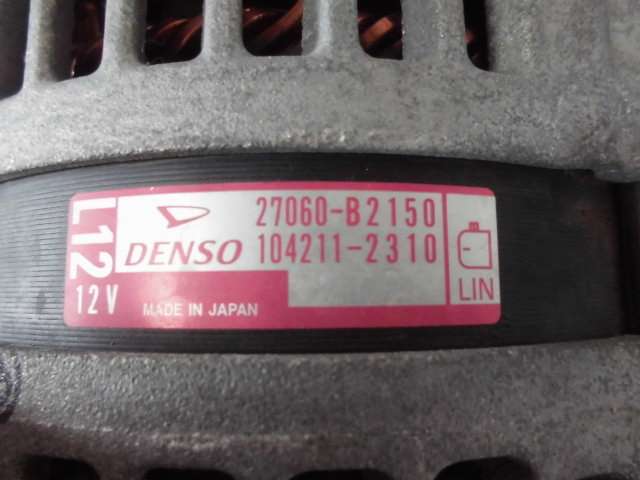 L12
12V
27060-B2150
DENSO 104211-2310
MADE IN JAPAN
LIN